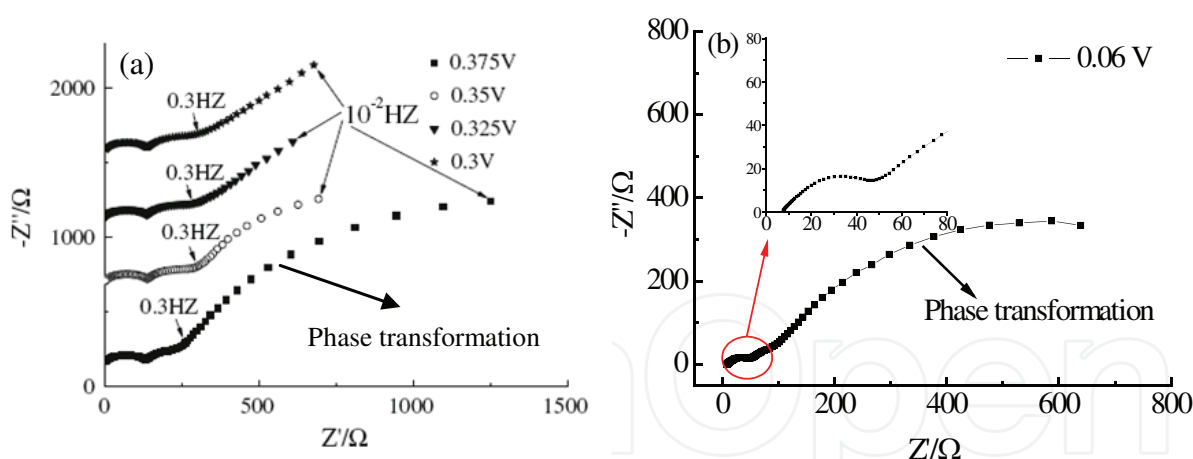 (a)
0.375V
0.35V
0.325V
0.3V
0.3HZ
0.3HZ
0.3HZ
0.3HZ
10⁻²HZ
Phase transformation
2000
1000
0
0
500
1000
1500
-Z''/Ω
Z'/Ω
(b)
0.06 V
80
60
40
20
0
0
20
40
60
80
Phase transformation
800
600
400
200
0
0
200
400
600
800
-Z''/Ω
Z'/Ω